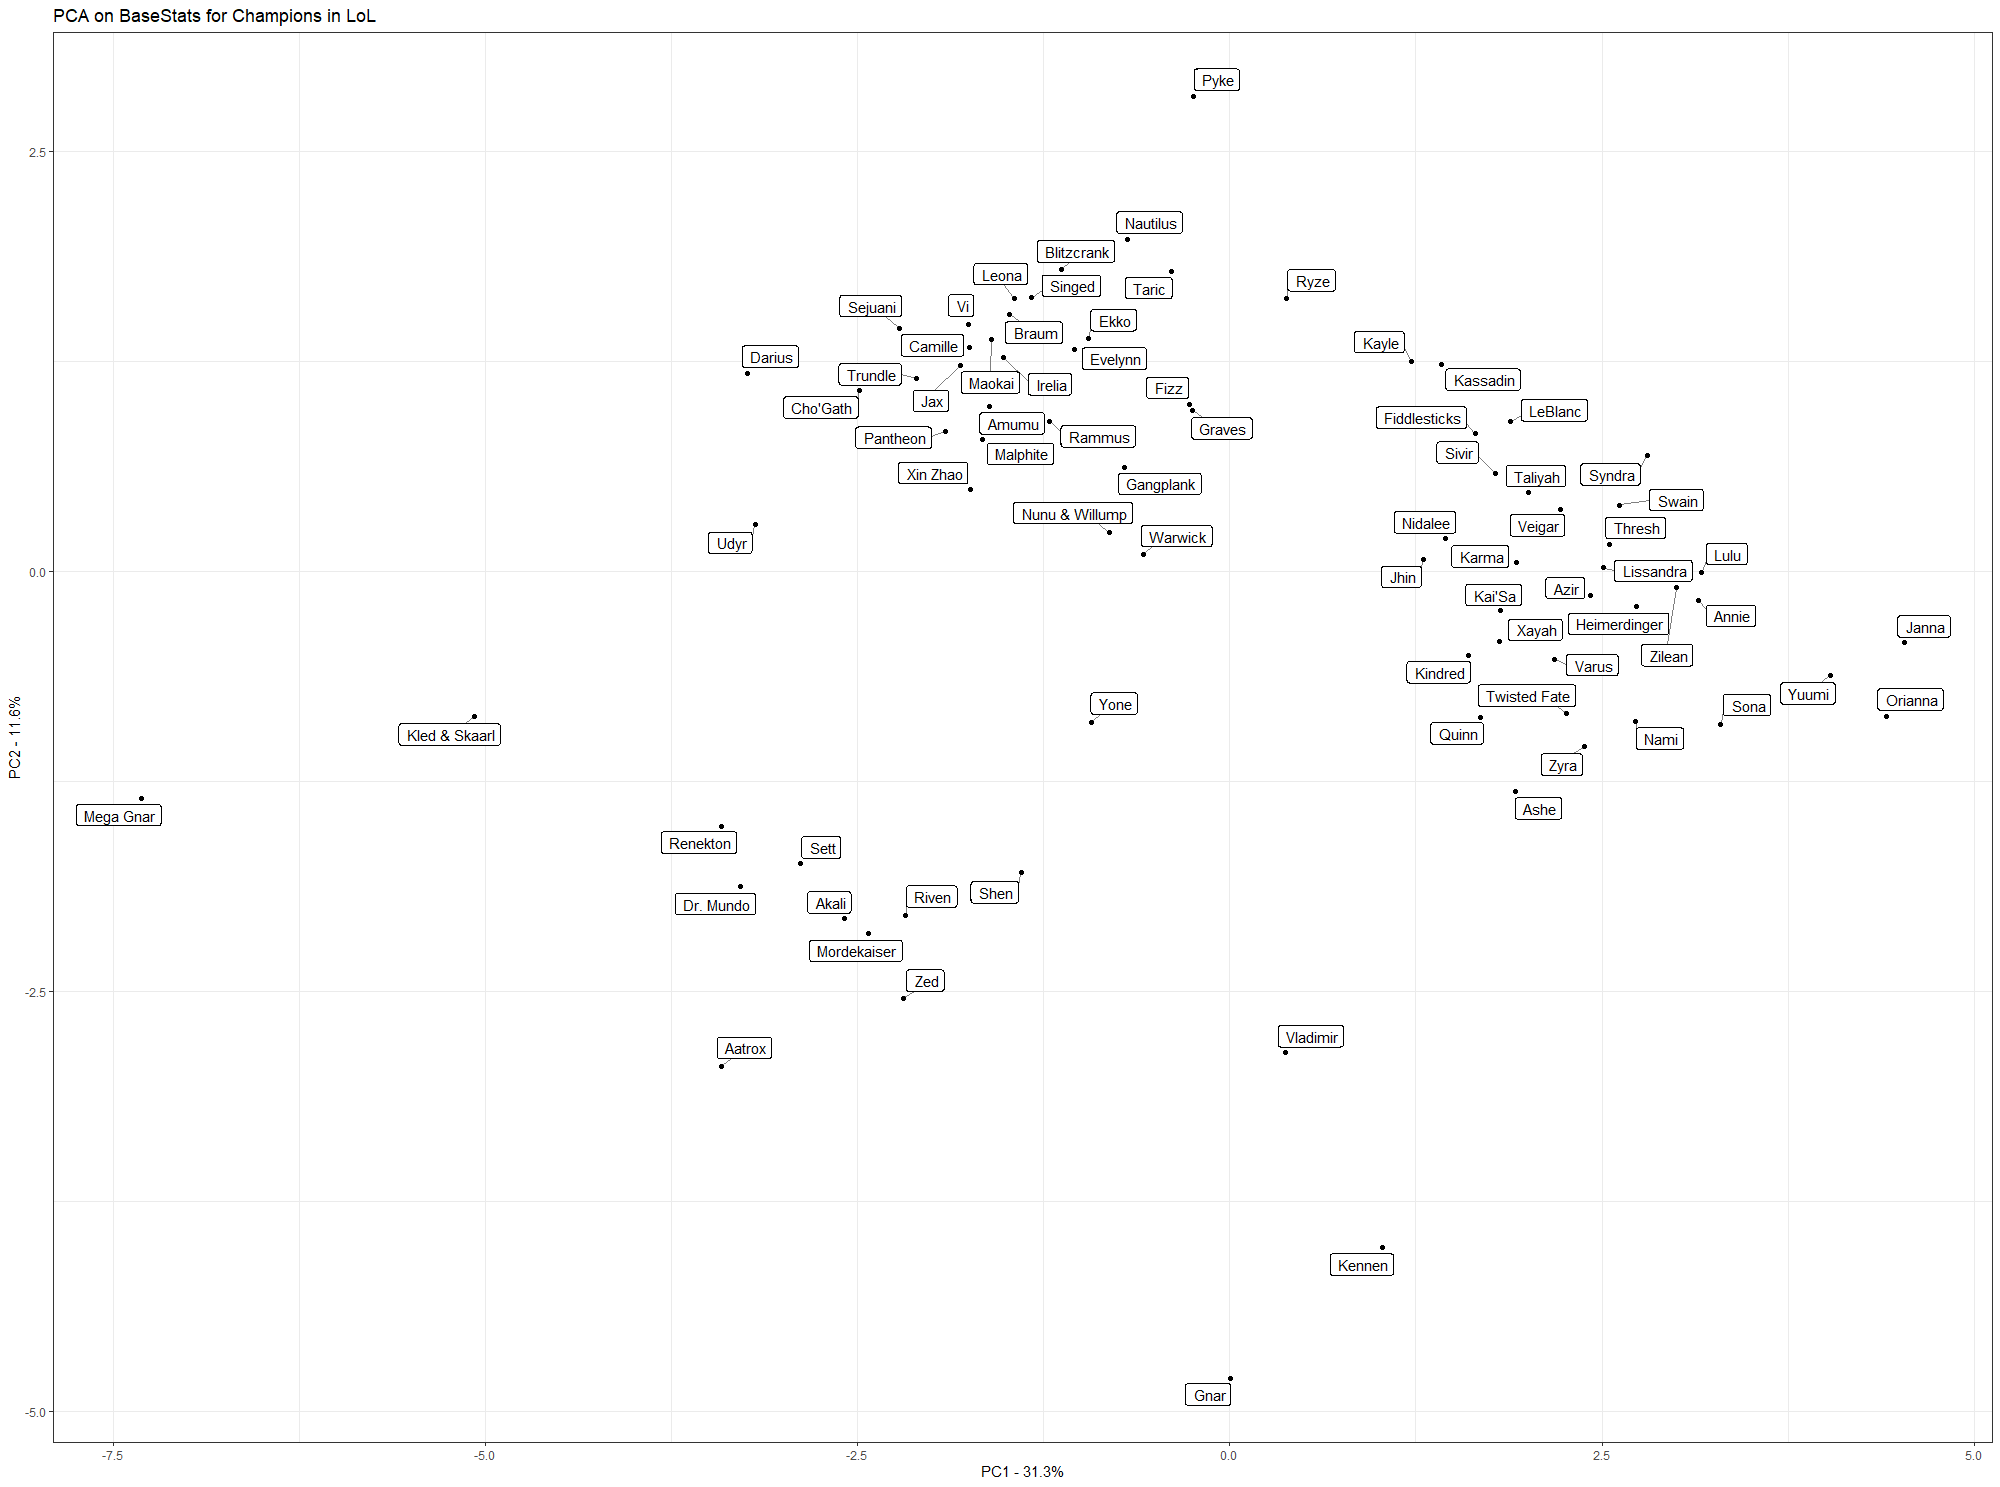 PCA on BaseStats for Champions in LoL
Pyke
2.5
Nautilus
Blitzcrank
Leona
Singed
Taric
Ryze
Sejuani
Vi
Braum
Ekko
Camille
Kayle
Darius
Evelynn
Trundle
Maokai
Irelia
Kassadin
Fizz
Jax
Cho'Gath
LeBlanc
Fiddlesticks
Amumu
Graves
Pantheon
Rammus
Malphite
Sivir
Xin Zhao
Taliyah
Syndra
Gangplank
Swain
Nunu & Willump
Nidalee
Veigar
Thresh
Warwick
Udyr
Karma
Lulu
0.0
Jhin
Lissandra
Azir
Kai'Sa
Annie
Heimerdinger
Xayah
Janna
Zilean
Varus
Kindred
Yuumi
Twisted Fate
Orianna
Yone
Sona
Kled & Skaarl
Quinn
Nami
Zyra
Mega Gnar
Ashe
Renekton
Sett
Shen
Riven
Akali
Dr. Mundo
Mordekaiser
Zed
-2.5
Vladimir
Aatrox
Kennen
Gnar
-5.0
-7.5
-5.0
-2.5
0.0
2.5
5.0
PC1 - 31.3%
PC2 - 11.6%